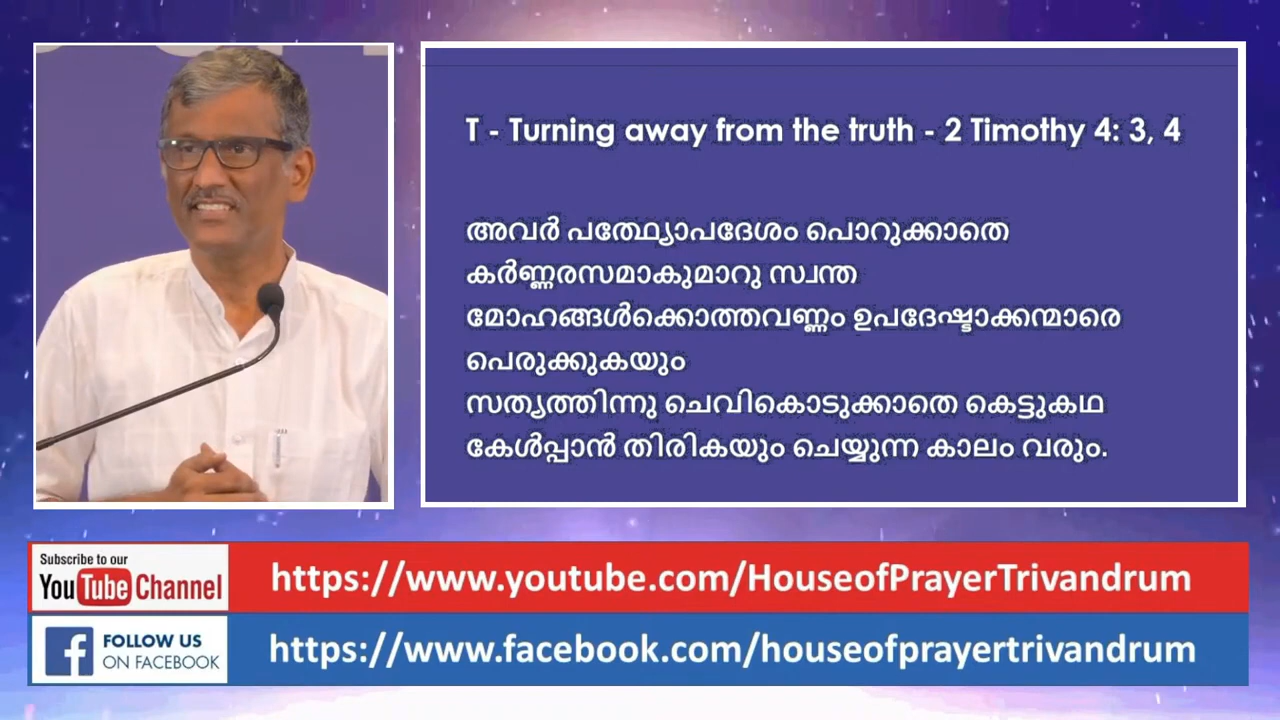 T - Turning away from the truth - 2 Timothy 4: 3, 4
അവർ പത്ഥ്യോപദേശം പൊറുക്കാതെ
കർണ്ണരസമാകുമാറു സ്വന്ത
മോഹങ്ങൾക്കൊത്തവണ്ണം ഉപദേഷ്ടാക്കന്മാരെ
പെരുക്കുകയും
സത്യത്തിന്നു ചെവികൊടുക്കാതെ കെട്ടുകഥ
കേൾപ്പാൻ തിരികയും ചെയ്യുന്ന കാലം വരും.
Subscribe to our
YouTube Channel
https://www.youtube.com/HouseofPrayerTrivandrum
FOLLOW US
ON FACEBOOK
https://www.facebook.com/houseofprayertrivandrum